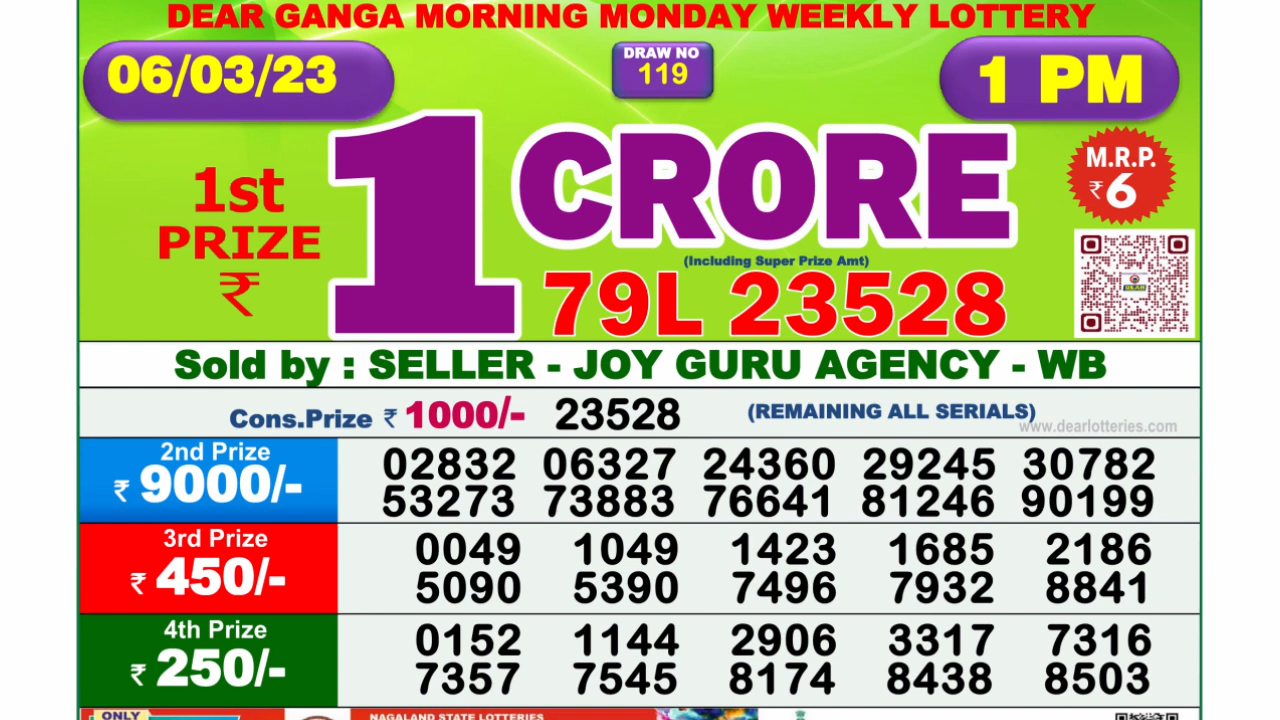 DEAR GANGA MORNING MONDAY WEEKLY LOTTERY
06/03/23
DRAW NO
119
1 PM
1st
PRIZE
₹
1 CRORE
(Including Super Prize Amt)
79L 23528
M.R.P.
₹6
DEAR
Sold by : SELLER - JOY GURU AGENCY - WB
Cons.Prize ₹ 1000/- 23528 (REMAINING ALL SERIALS)
www.dearlotteries.com
2nd Prize
₹ 9000/-
02832 06327 24360 29245 30782
53273 73883 76641 81246 90199
3rd Prize
₹ 450/-
0049 1049 1423 1685 2186
5090 5390 7496 7932 8841
4th Prize
₹ 250/-
0152 1144 2906 3317 7316
7357 7545 8174 8438 8503
ONLY
NAGALAND STATE LOTTERIES